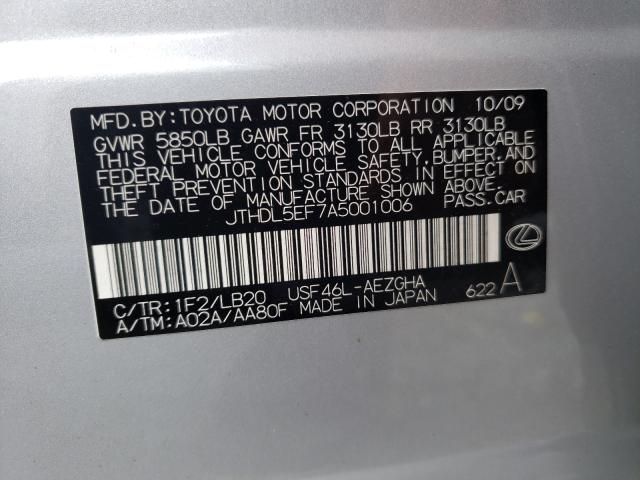 MFD.BY:TOYOTA MOTOR CORPORATION 10/09
GVWR 5850LB GAWR FR 3130LB RR 3130LB
THIS VEHICLE CONFORMS TO ALL APPLICABLE
FEDERAL MOTOR VEHICLE SAFETY,BUMPER,AND
THEFT PREVENTION STANDARDS IN EFFECT ON
THE DATE OF MANUFACTURE SHOWN ABOVE.
JTHDL5EF7A5001006 PASS.CAR
C/TR:1F2/LB20 USF46L-AEZGHA
A/TM:A02A/AA80F MADE IN JAPAN 622 A